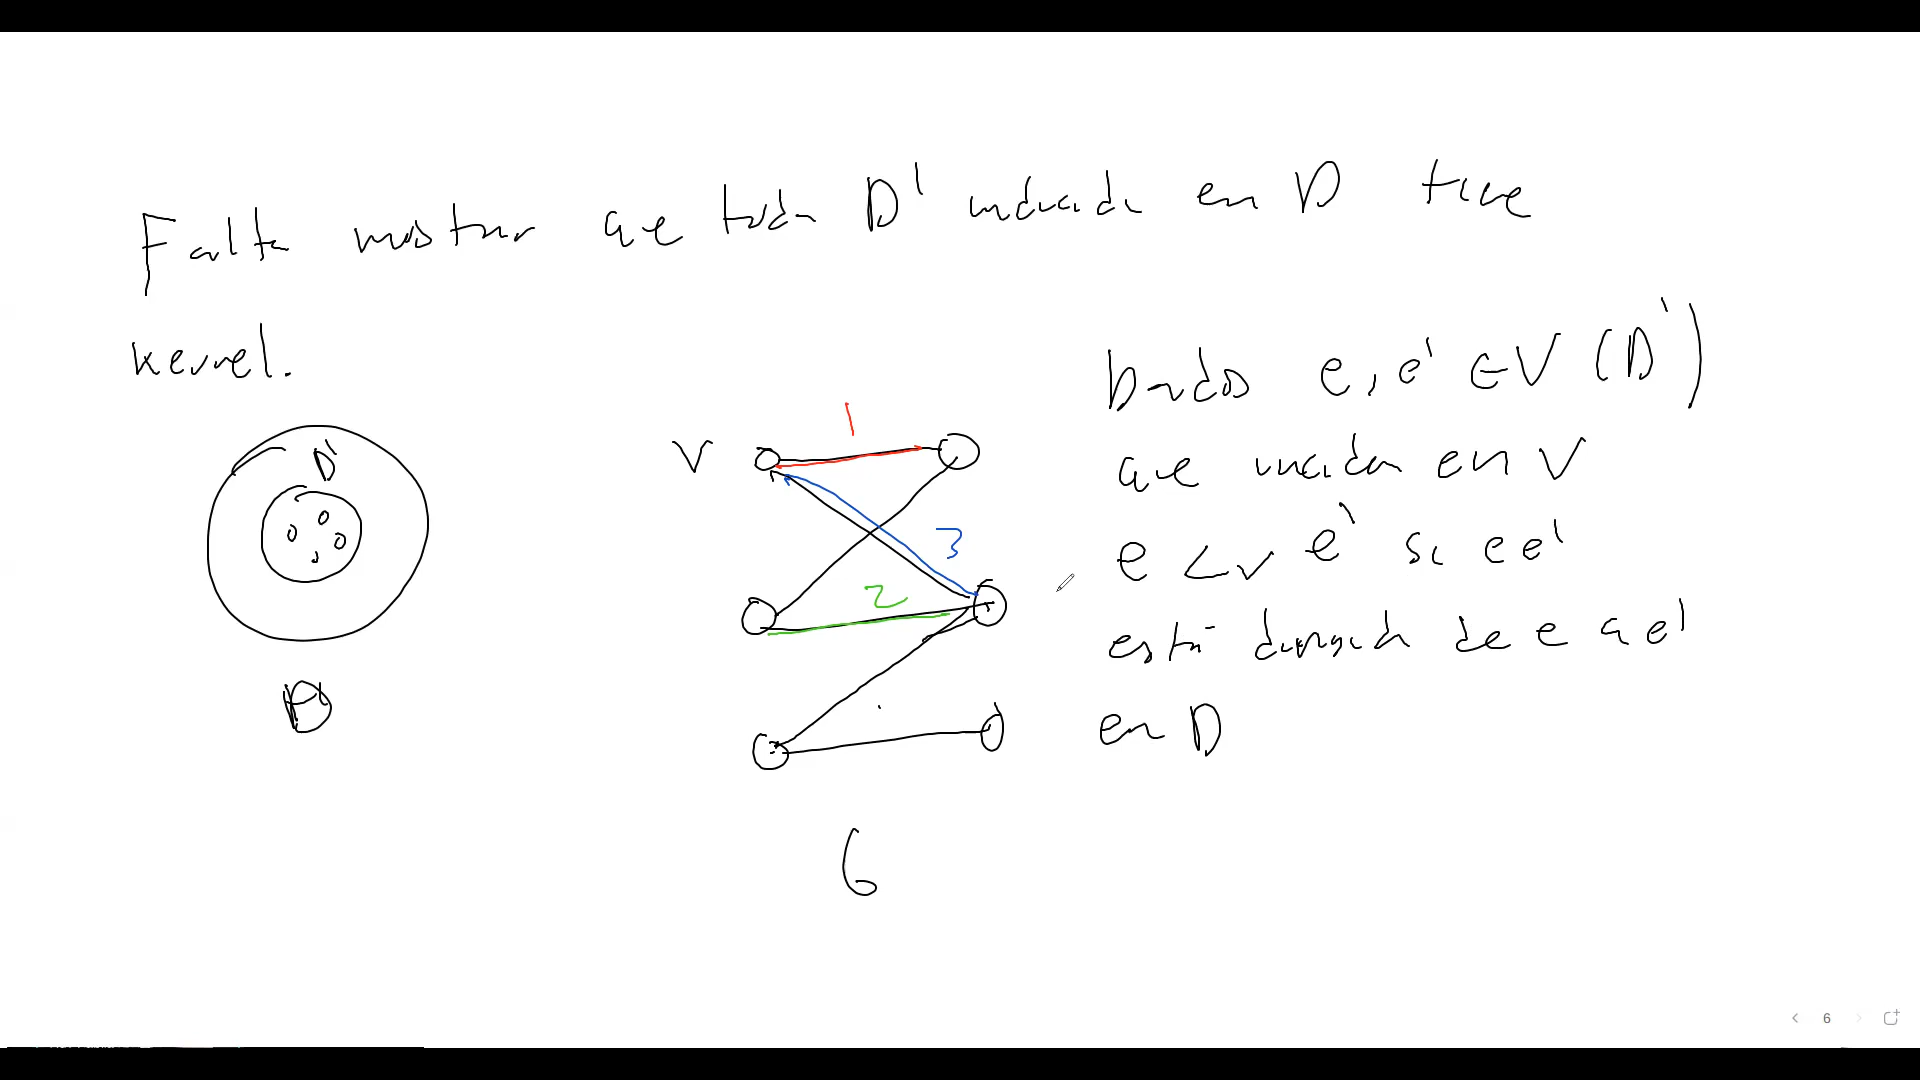 Falta mostrar que toda D' inducida en D tiene
kernel.
Dados e, e' ∈ V(D')
que incidan en v
e <v e' si e e'
está dirigida de e a e'
en D
D'
D
V
1
2
3
G
6